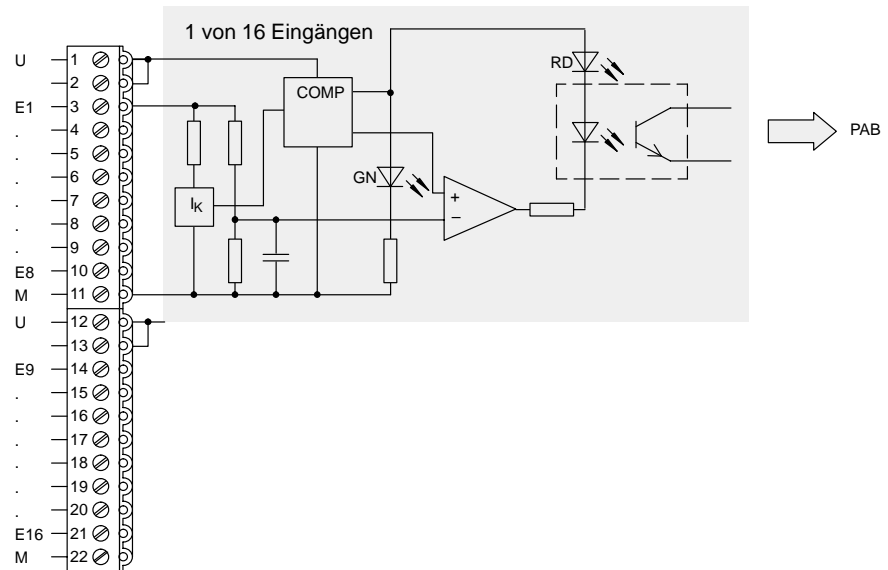 1 von 16 Eingängen
U 1
2
E1 3
. 4
. 5
. 6
. 7
. 8
. 9
E8 10
M 11
U 12
13
E9 14
. 15
. 16
. 17
. 18
. 19
. 20
E16 21
M 22
COMP
RD
GN
IK
+
−
PAB